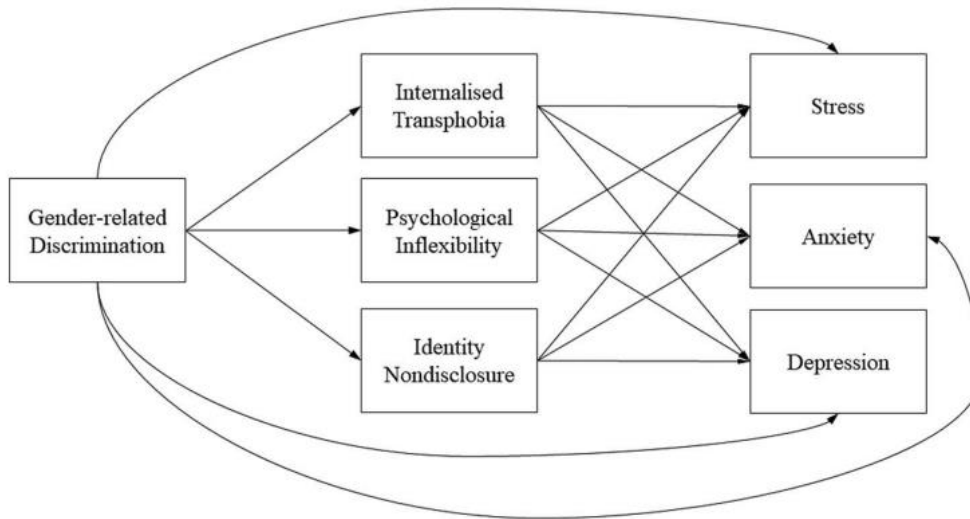 Gender-related
Discrimination
Internalised
Transphobia
Psychological
Inflexibility
Identity
Nondisclosure
Stress
Anxiety
Depression